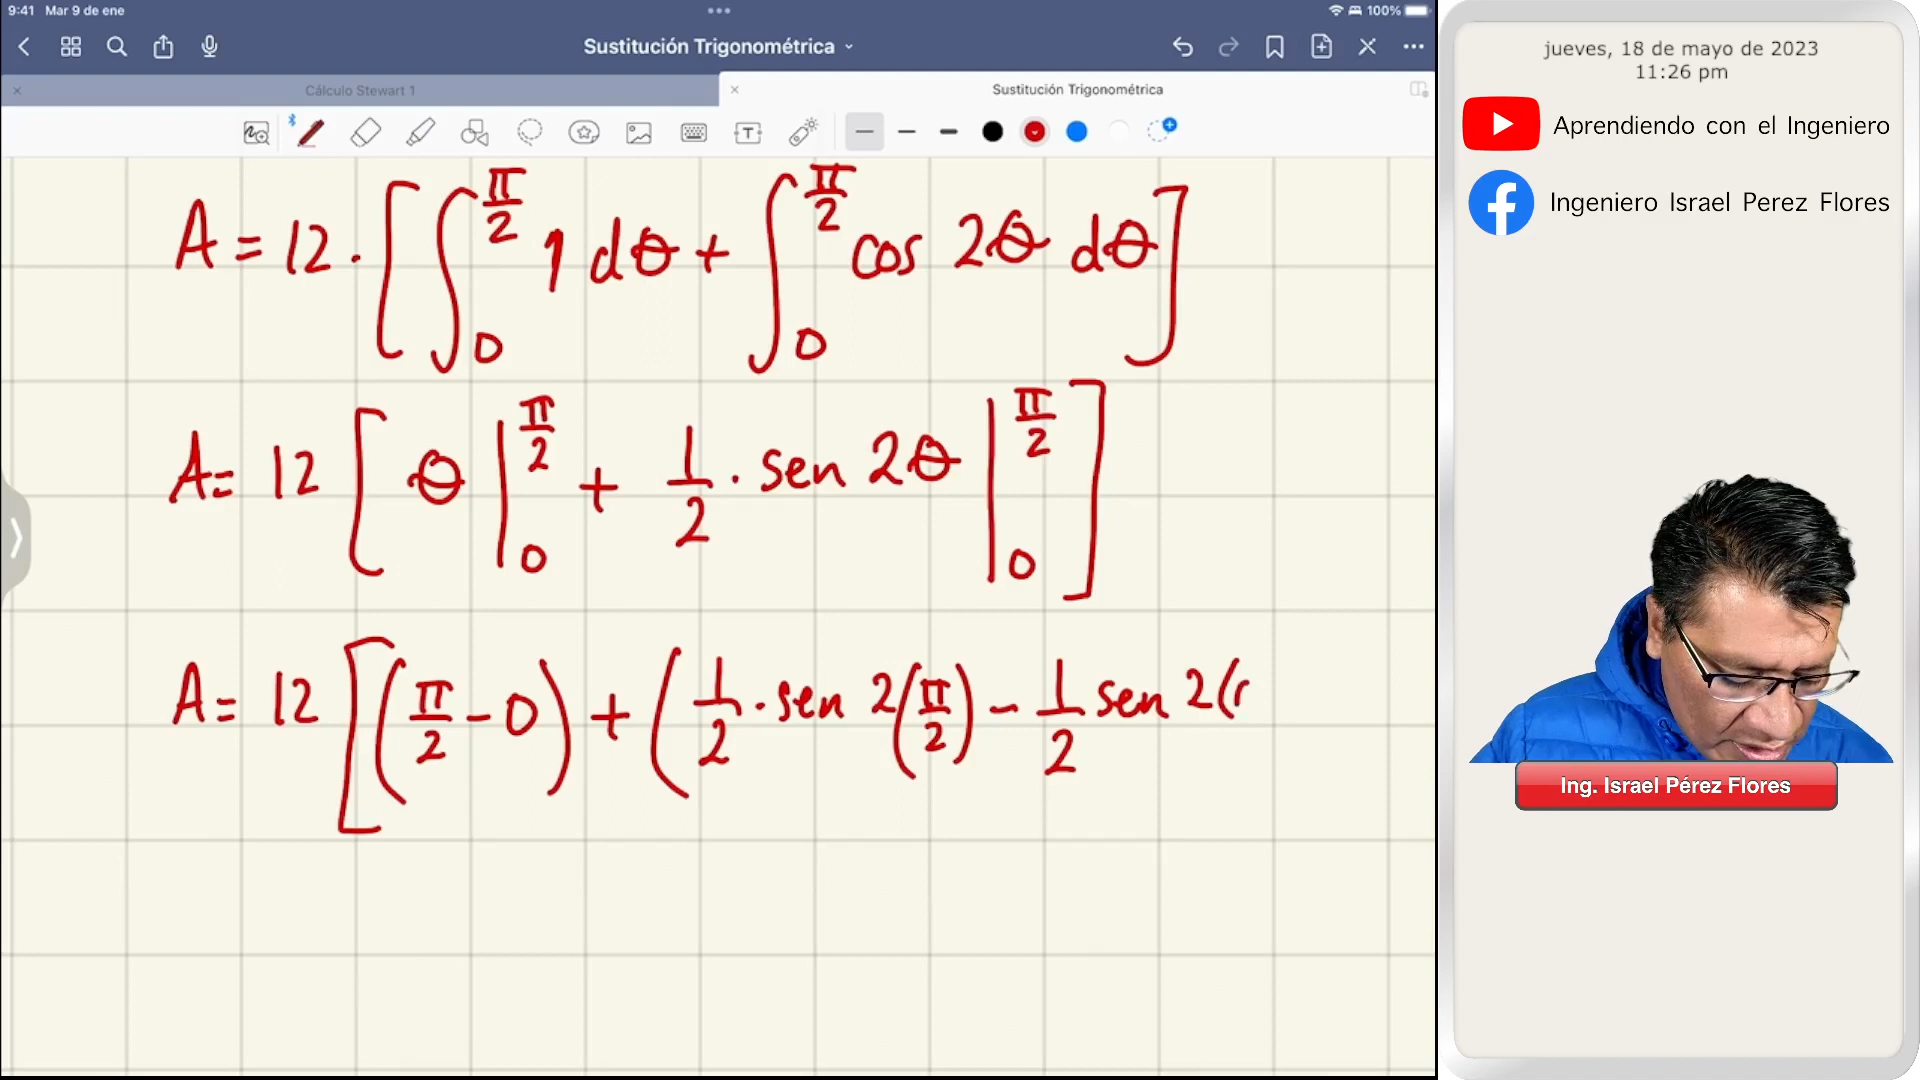 9:41 Mar 9 de ene
100%
Sustitución Trigonométrica
Cálculo Stewart 1
Sustitución Trigonométrica
T
A = 12 · [ ∫₀^{π/2} 1 dθ + ∫₀^{π/2} cos 2θ dθ ]
A = 12 [ θ |₀^{π/2} + 1/2 · sen 2θ |₀^{π/2} ]
A = 12 [ (π/2 - 0) + ( 1/2 · sen 2(π/2) - 1/2 sen 2(
jueves, 18 de mayo de 2023
11:26 pm
Aprendiendo con el Ingeniero
Ingeniero Israel Perez Flores
Ing. Israel Pérez Flores